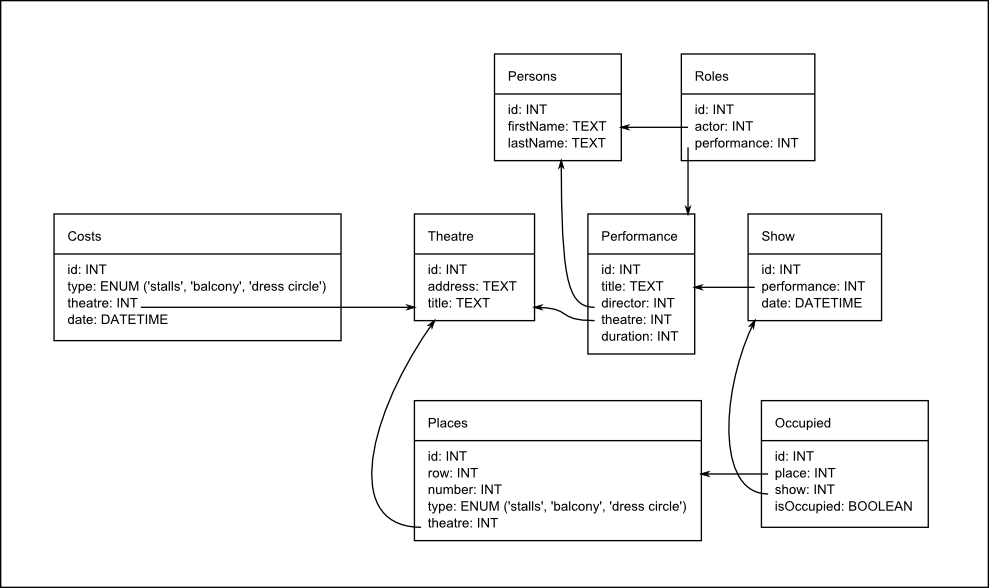 Persons
id: INT
firstName: TEXT
lastName: TEXT
Roles
id: INT
actor: INT
performance: INT
Costs
id: INT
type: ENUM ('stalls', 'balcony', 'dress circle')
theatre: INT
date: DATETIME
Theatre
id: INT
address: TEXT
title: TEXT
Performance
id: INT
title: TEXT
director: INT
theatre: INT
duration: INT
Show
id: INT
performance: INT
date: DATETIME
Places
id: INT
row: INT
number: INT
type: ENUM ('stalls', 'balcony', 'dress circle')
theatre: INT
Occupied
id: INT
place: INT
show: INT
isOccupied: BOOLEAN